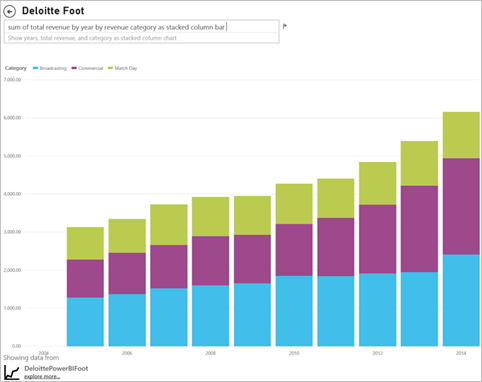 Deloitte Foot
sum of total revenue by year by revenue category as stacked column bar
Show years, total revenue, and category as stacked column chart
Category Broadcasting Commercial Match Day
7,000.00
6,000.00
5,000.00
4,000.00
3,000.00
2,000.00
1,000.00
0.00
2004 2006 2008 2010 2012 2014
Showing data from
DeloittePowerBIFoot
explore more...